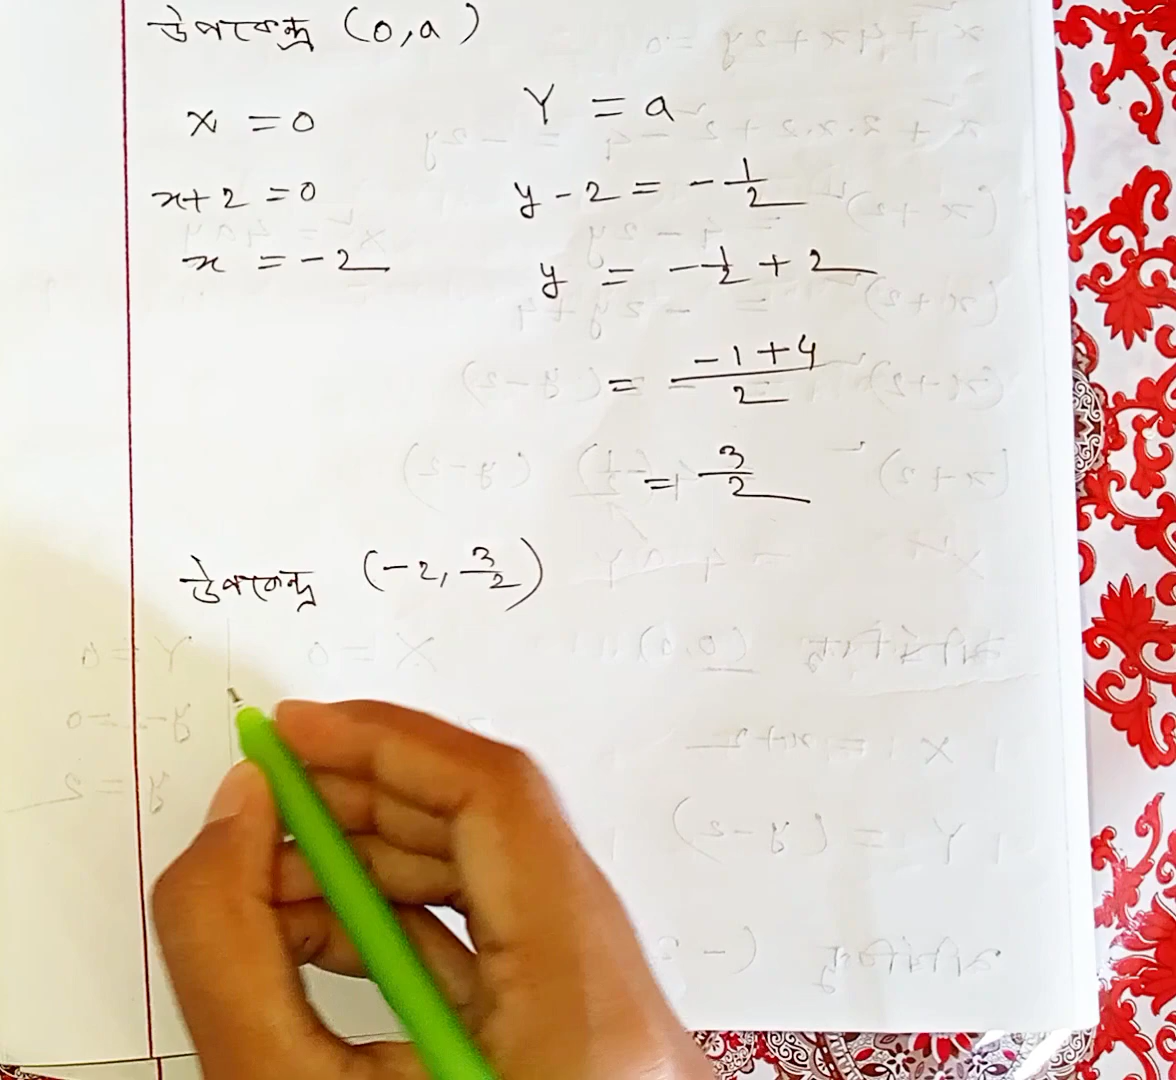 উপকেন্দ্র (0, a)
x = 0 Y = a
x + 2 = 0 y - 2 = - 1/2
x = - 2 y = - 1/2 + 2
= (-1 + 4)/2
= 3/2
উপকেন্দ্র (-2, 3/2)